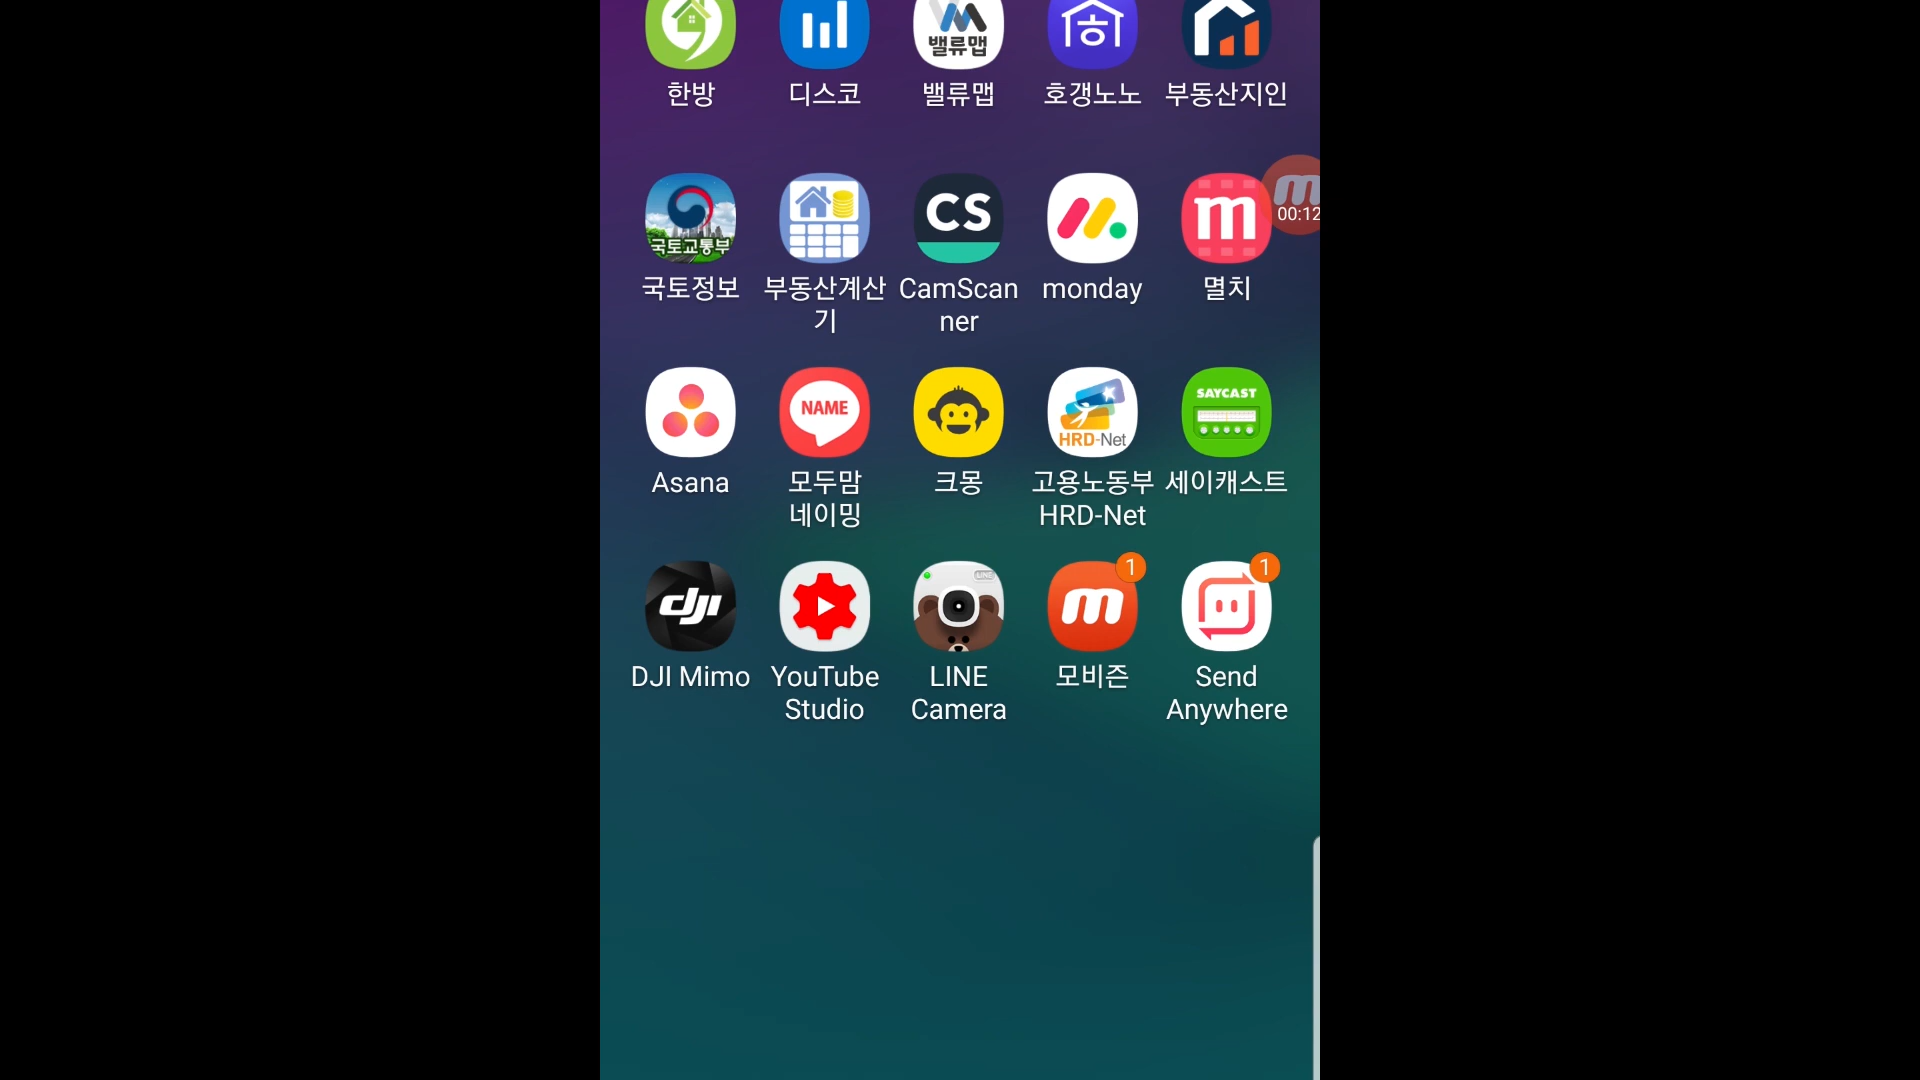 밸류맵
한방
디스코
밸류맵
호갱노노
부동산지인
국토교통부
CS
m
m
00:12
국토정보
부동산계산
기
CamScan
ner
monday
멸치
NAME
HRD-Net
SAYCAST
Asana
모두맘
네이밍
크몽
고용노동부
HRD-Net
세이캐스트
dji
LINE
m
1
1
DJI Mimo
YouTube
Studio
LINE
Camera
모비즌
Send
Anywhere